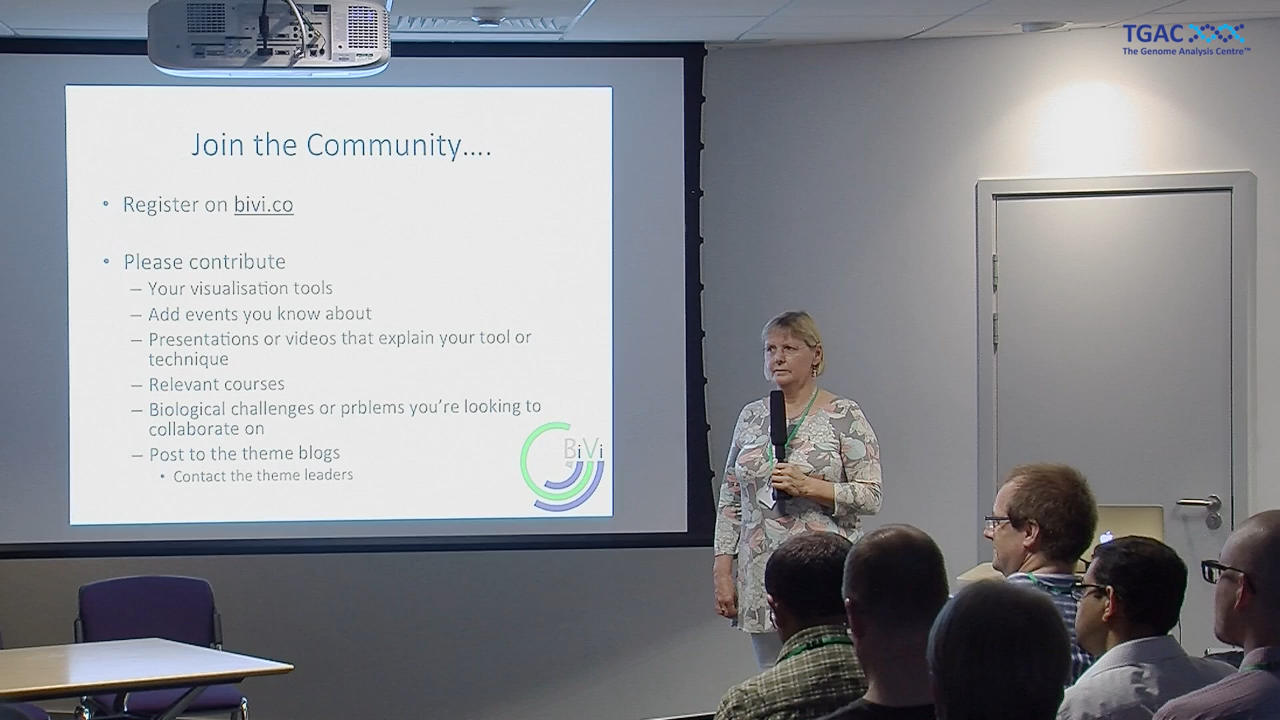 TGAC
The Genome Analysis Centre™
Join the Community....
• Register on bivi.co
• Please contribute
– Your visualisation tools
– Add events you know about
– Presentations or videos that explain your tool or
technique
– Relevant courses
– Biological challenges or prblems you're looking to
collaborate on
– Post to the theme blogs
• Contact the theme leaders
BiVi